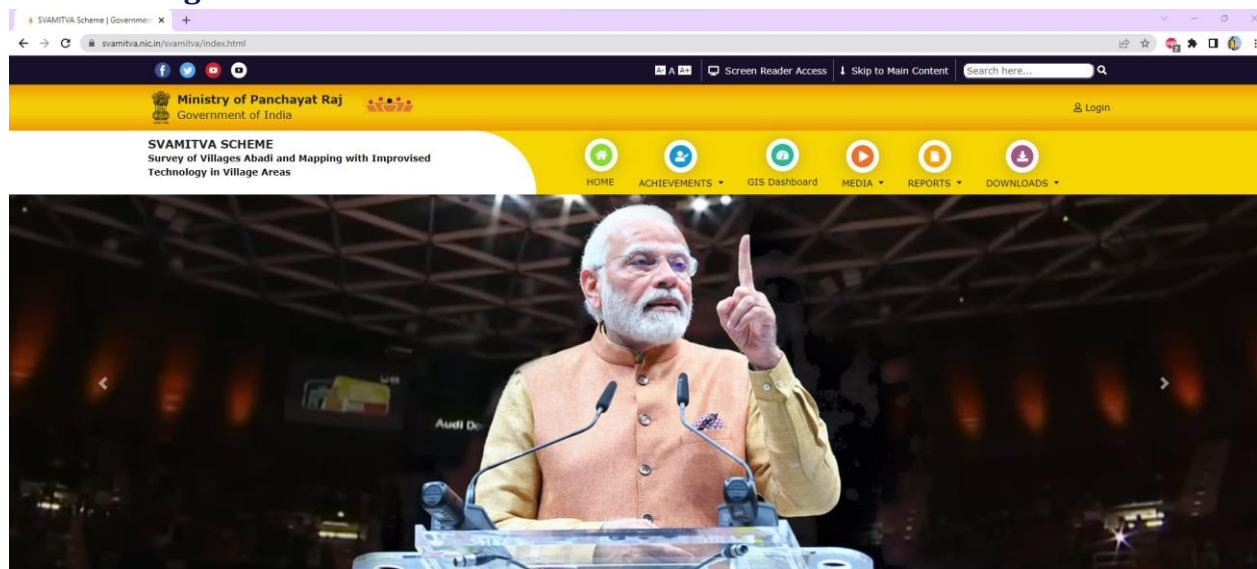 SVAMITVA Scheme | Governmen
svamitva.nic.in/svamitva/index.html
A- A A+ Screen Reader Access Skip to Main Content Search here...
Ministry of Panchayat Raj
Government of India
Login
SVAMITVA SCHEME
Survey of Villages Abadi and Mapping with Improvised
Technology in Village Areas
HOME ACHIEVEMENTS GIS Dashboard MEDIA REPORTS DOWNLOADS
Audi